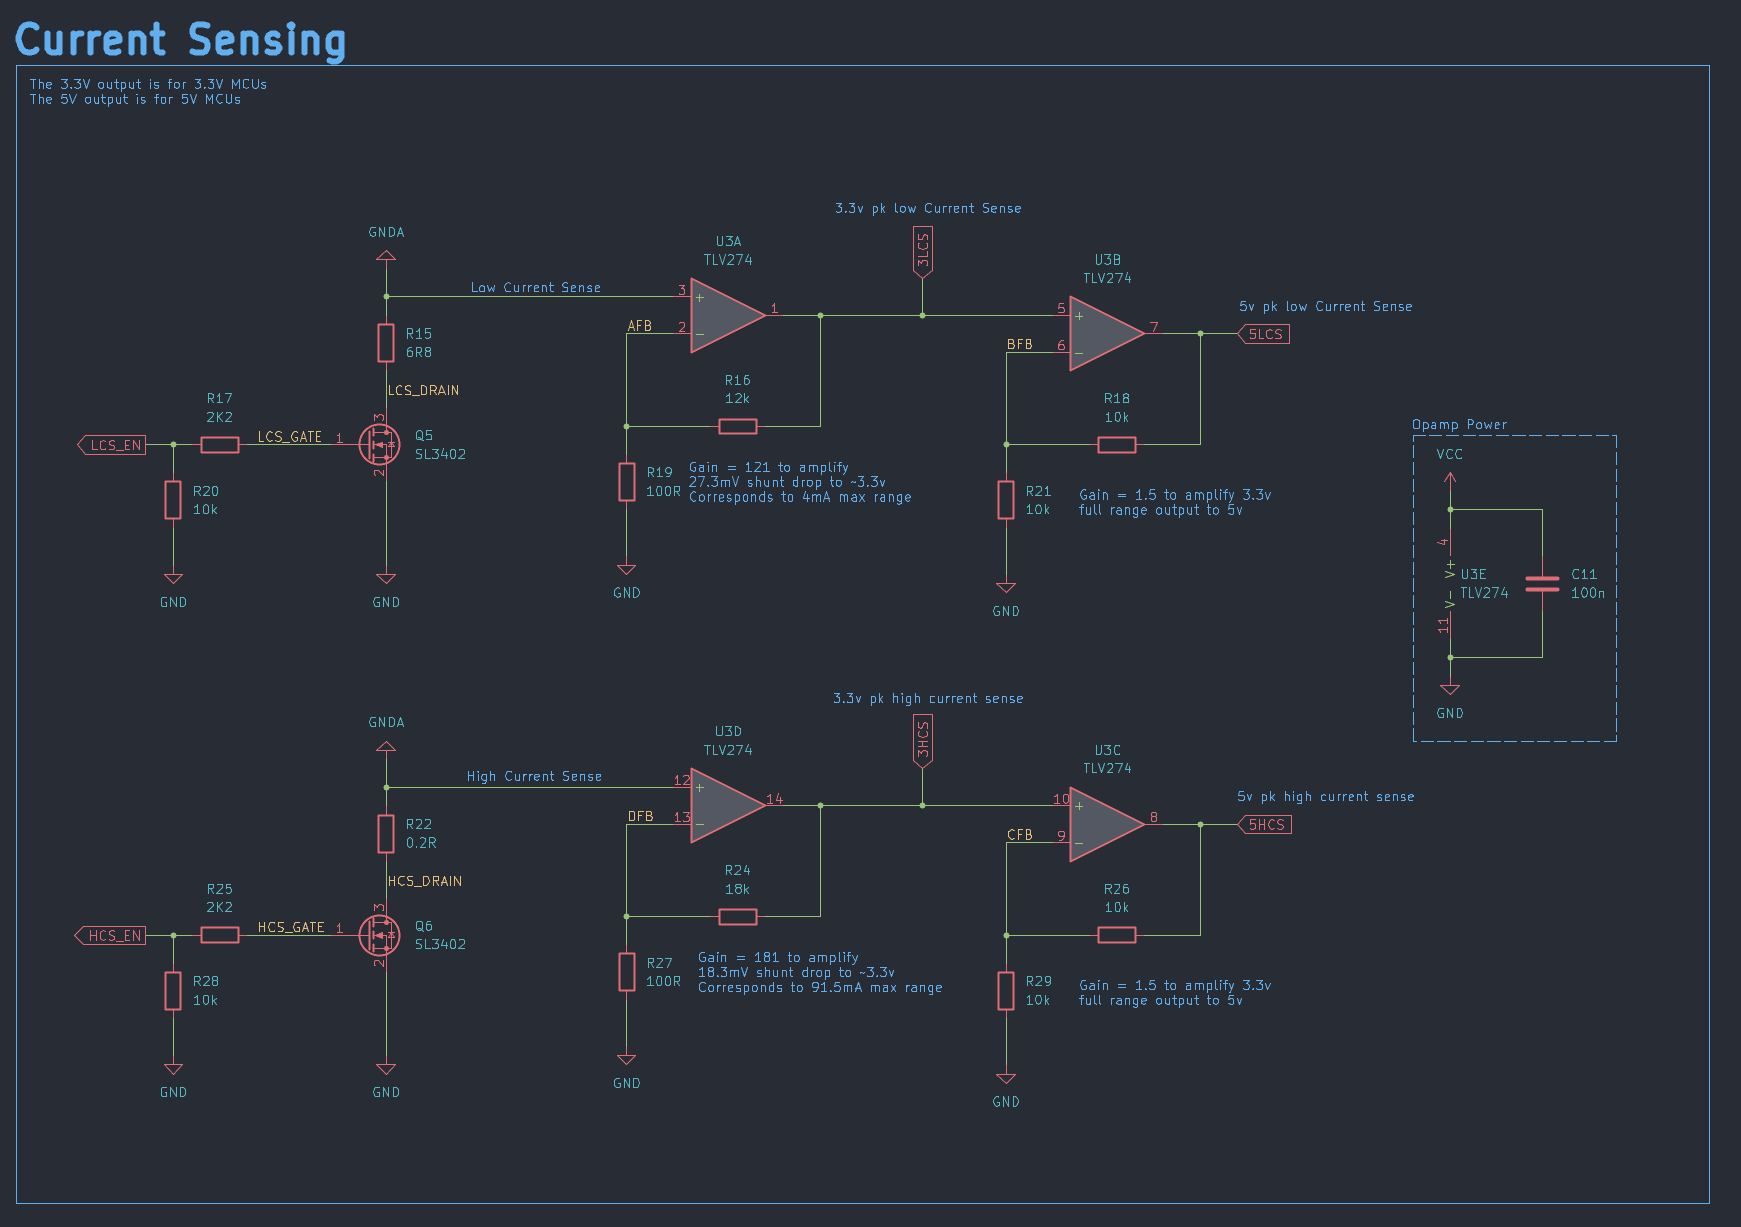 Current Sensing
The 3.3V output is for 3.3V MCUs
The 5V output is for 5V MCUs
3.3v pk low Current Sense
3LCS
GNDA
U3A
TLV274
Low Current Sense
3
+
2
−
1
AFB
U3B
TLV274
5
+
6
−
7
BFB
5v pk low Current Sense
5LCS
R15
6R8
LCS_DRAIN
R16
12k
R18
10k
R17
2K2
LCS_EN
LCS_GATE
1
3
2
Q5
SL3402
R20
10k
R19
100R
Gain = 121 to amplify
27.3mV shunt drop to ~3.3v
Corresponds to 4mA max range
R21
10k
Gain = 1.5 to amplify 3.3v
full range output to 5v
GND
GND
GND
GND
Opamp Power
VCC
4
V+
U3E
TLV274
V−
11
C11
100n
GND
3.3v pk high current sense
3HCS
GNDA
U3D
TLV274
High Current Sense
12
+
13
−
14
DFB
U3C
TLV274
10
+
9
−
8
CFB
5v pk high current sense
5HCS
R22
0.2R
HCS_DRAIN
R24
18k
R26
10k
R25
2K2
HCS_EN
HCS_GATE
1
3
2
Q6
SL3402
R28
10k
R27
100R
Gain = 181 to amplify
18.3mV shunt drop to ~3.3v
Corresponds to 91.5mA max range
R29
10k
Gain = 1.5 to amplify 3.3v
full range output to 5v
GND
GND
GND
GND